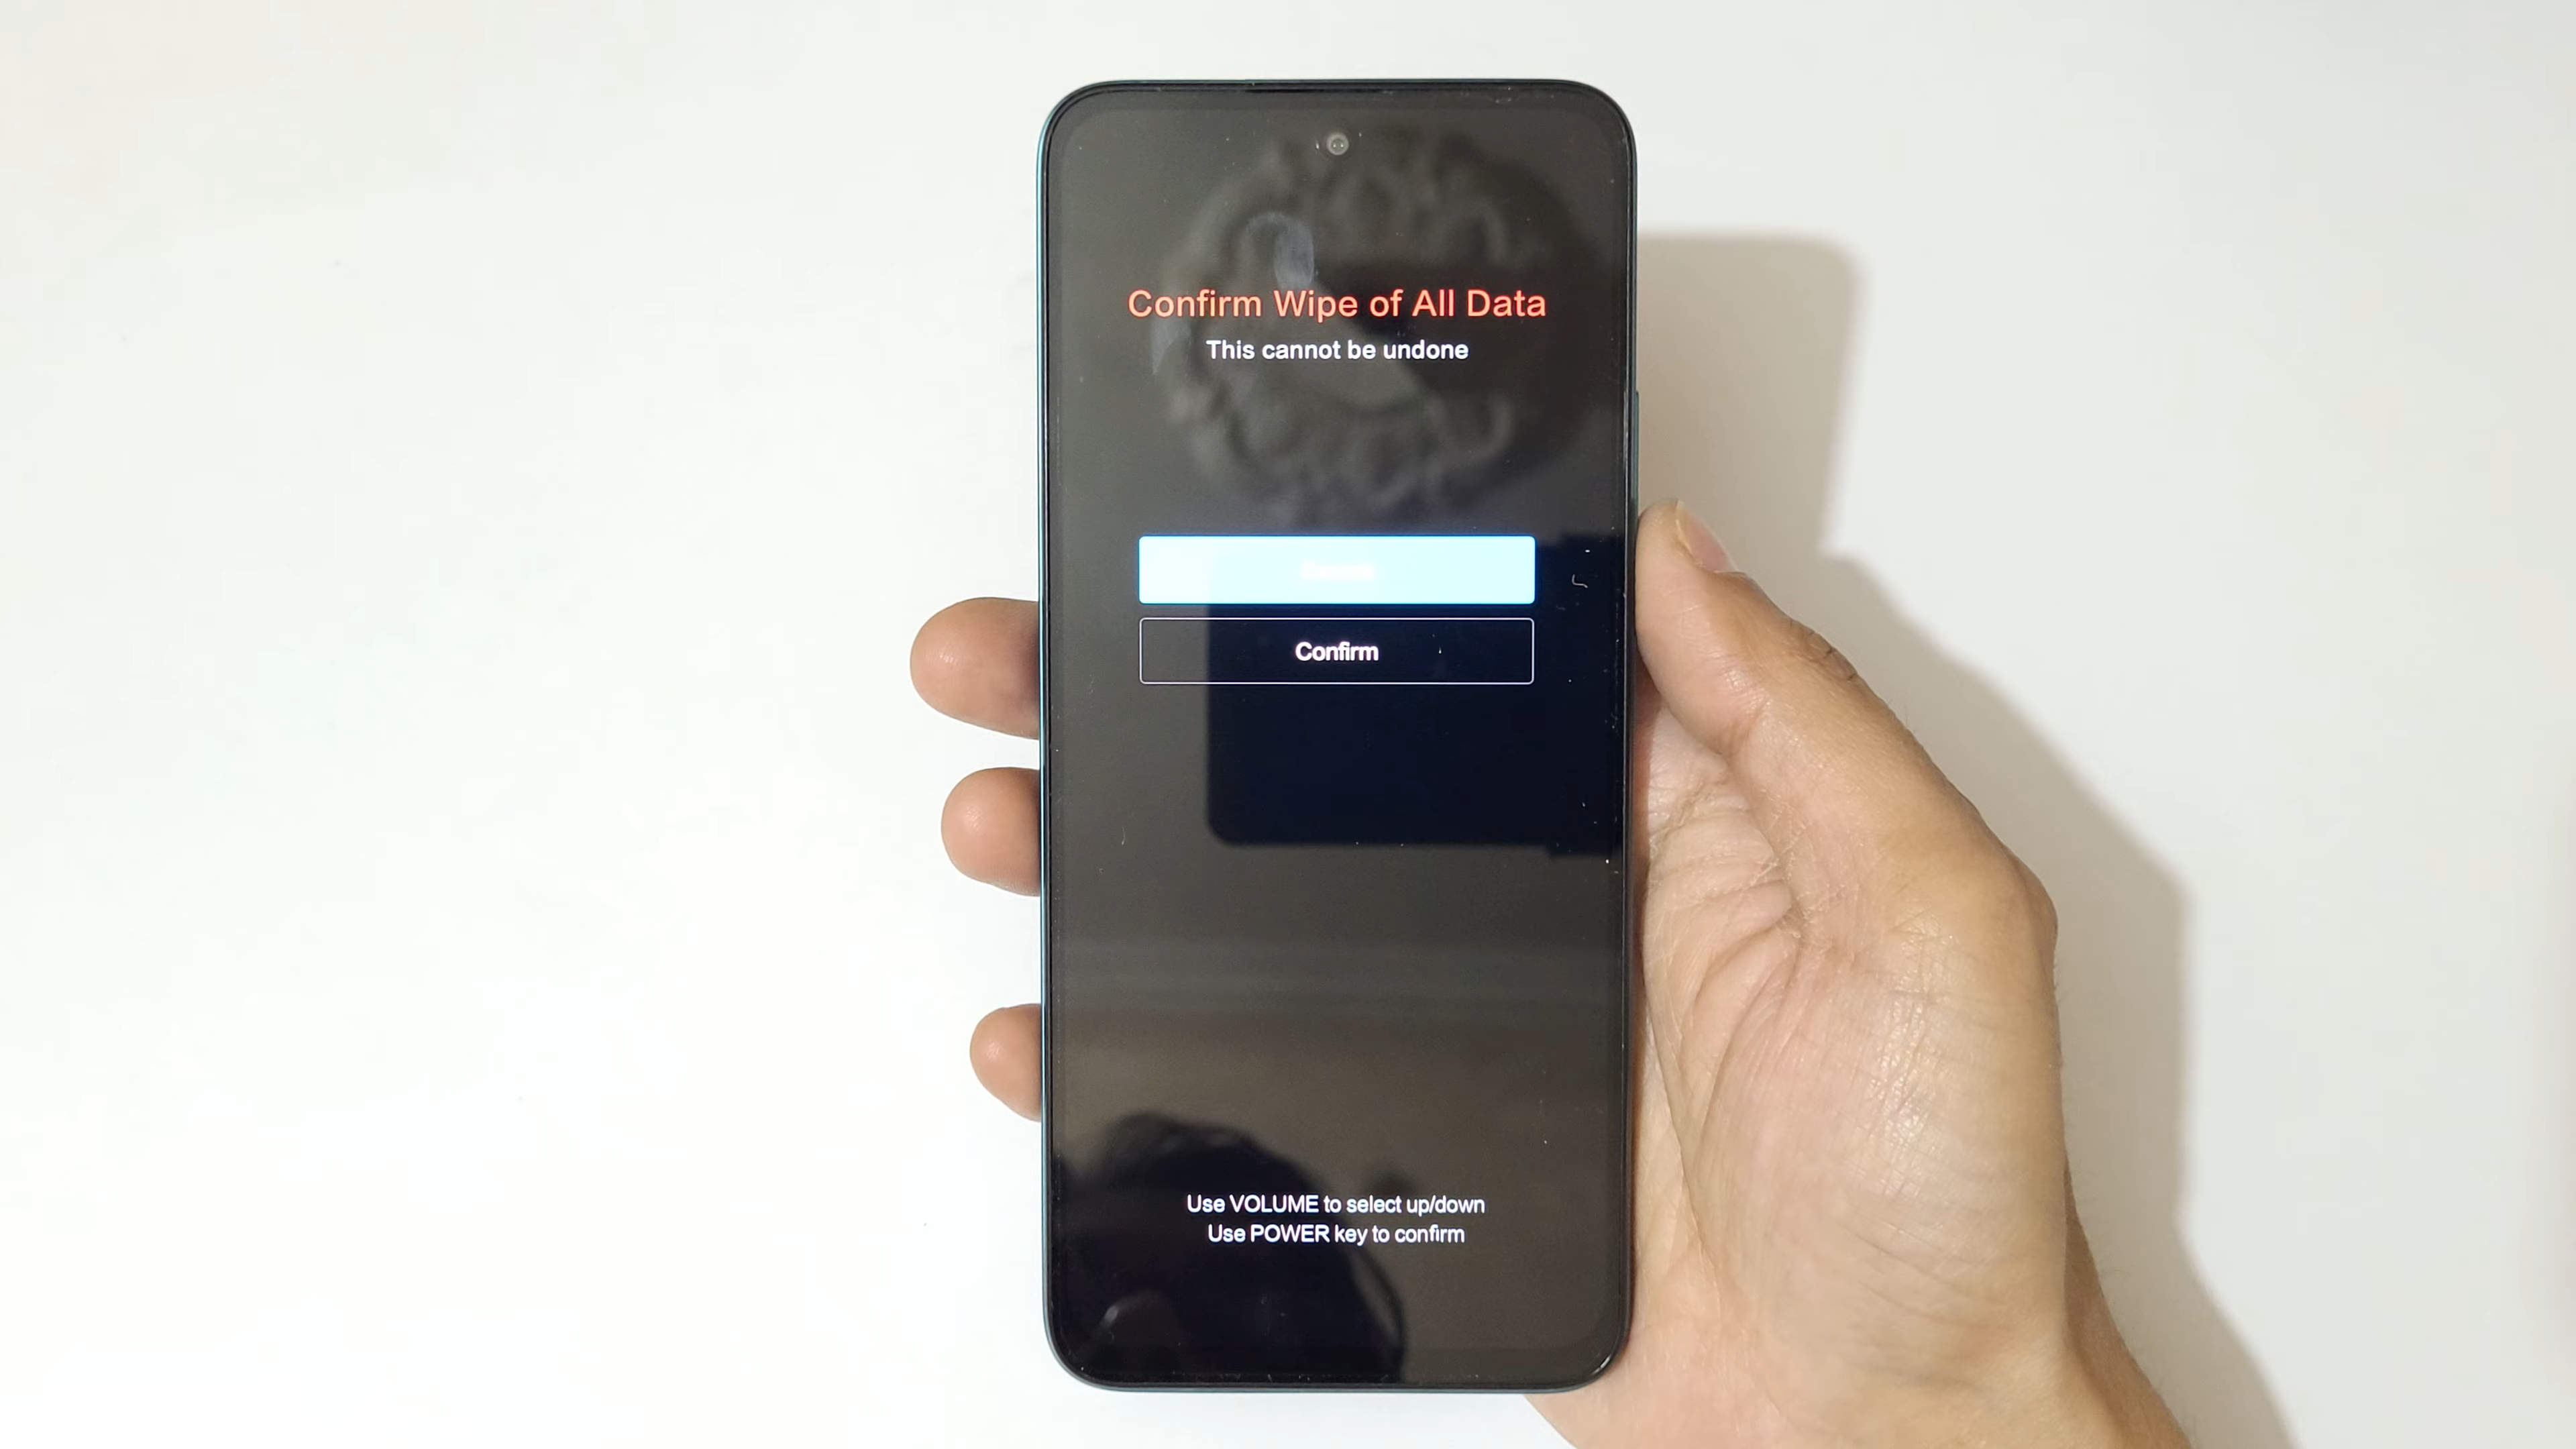 Confirm Wipe of All Data
This cannot be undone
Confirm
Use VOLUME to select up/down
Use POWER key to confirm